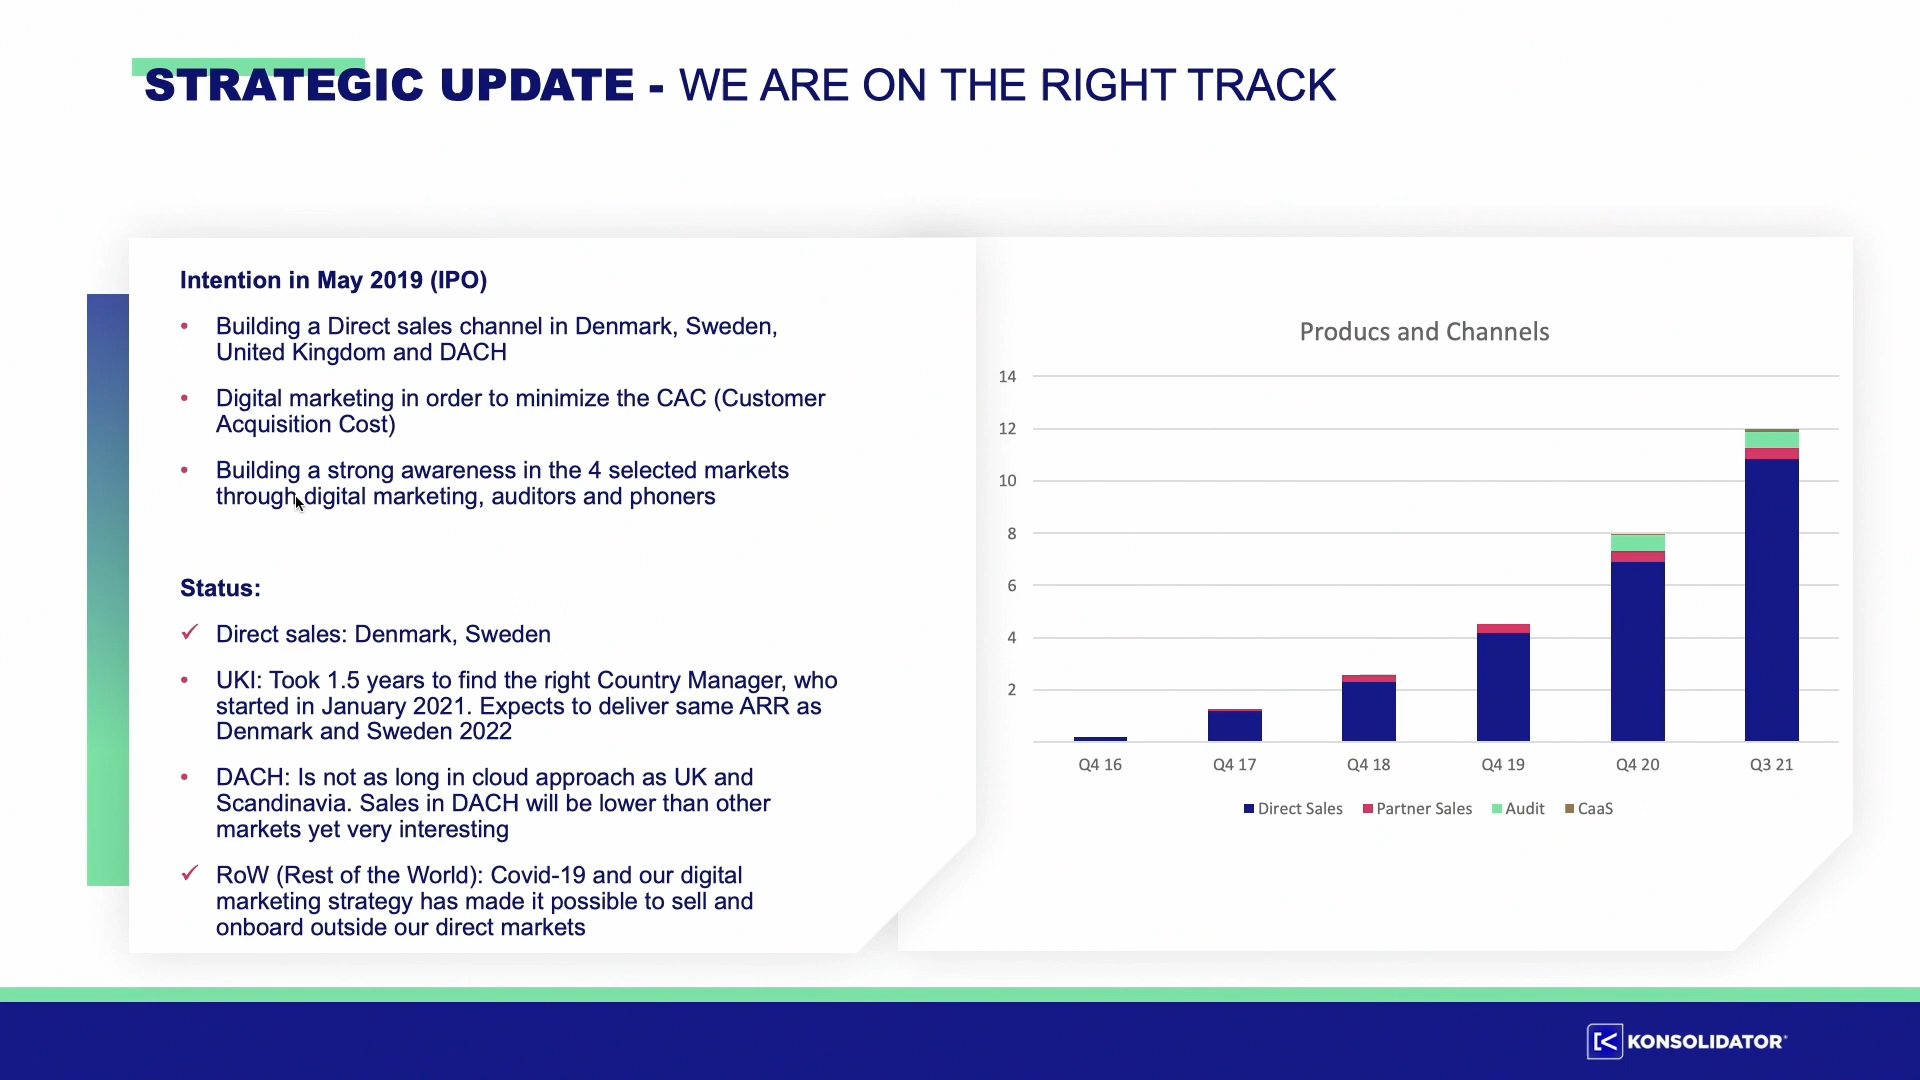 STRATEGIC UPDATE - WE ARE ON THE RIGHT TRACK
Intention in May 2019 (IPO)
• Building a Direct sales channel in Denmark, Sweden,
United Kingdom and DACH
• Digital marketing in order to minimize the CAC (Customer
Acquisition Cost)
• Building a strong awareness in the 4 selected markets
through digital marketing, auditors and phoners
Status:
✓ Direct sales: Denmark, Sweden
• UKI: Took 1.5 years to find the right Country Manager, who
started in January 2021. Expects to deliver same ARR as
Denmark and Sweden 2022
• DACH: Is not as long in cloud approach as UK and
Scandinavia. Sales in DACH will be lower than other
markets yet very interesting
✓ RoW (Rest of the World): Covid-19 and our digital
marketing strategy has made it possible to sell and
onboard outside our direct markets
Producs and Channels
14
12
10
8
6
4
2
Q4 16 Q4 17 Q4 18 Q4 19 Q4 20 Q3 21
Direct Sales Partner Sales Audit CaaS
KONSOLIDATOR®